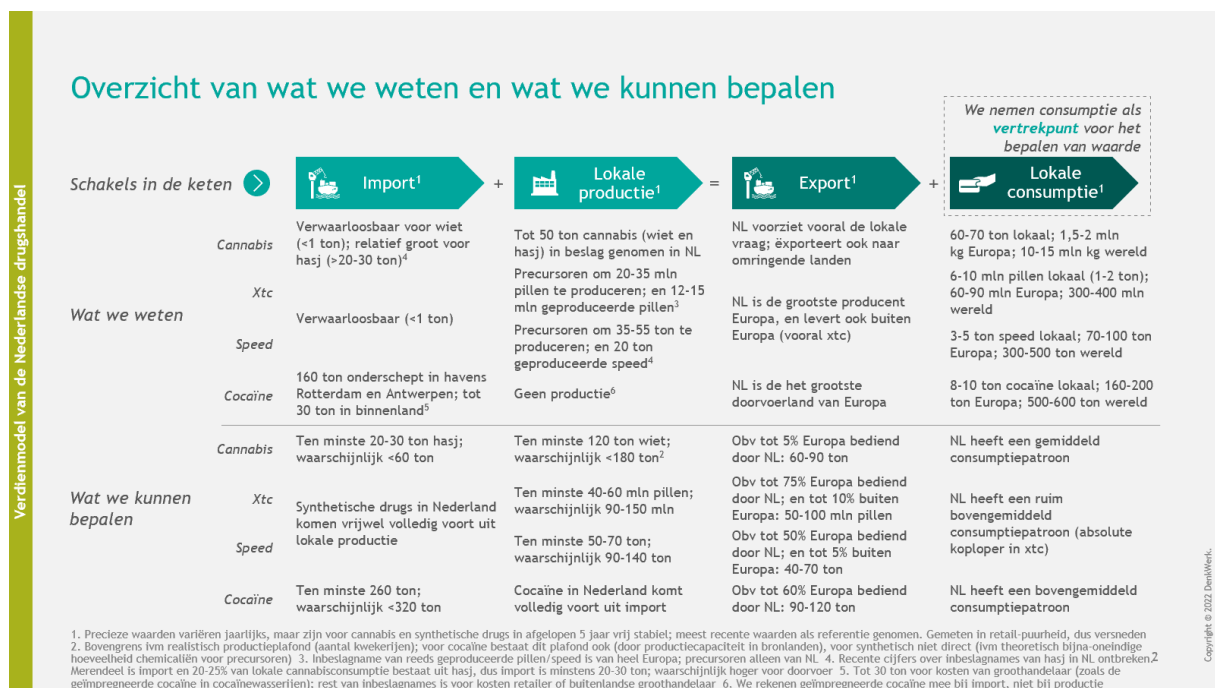 Overzicht van wat we weten en wat we kunnen bepalen
We nemen consumptie als
vertrekpunt voor het
bepalen van waarde
Schakels in de keten
Import1
+
Lokale
productie1
=
Export1
+
Lokale
consumptie1
Wat we weten
Cannabis
Verwaarloosbaar voor wiet
(<1 ton); relatief groot voor
hasj (>20-30 ton)4
Tot 50 ton cannabis (wiet en
hasj) in beslag genomen in NL
NL voorziet vooral de lokale
vraag; ëxporteert ook naar
omringende landen
60-70 ton lokaal; 1,5-2 mln
kg Europa; 10-15 mln kg wereld
Xtc
Speed
Verwaarloosbaar (<1 ton)
Precursoren om 20-35 mln
pillen te produceren; en 12-15
mln geproduceerde pillen3
Precursoren om 35-55 ton te
produceren; en 20 ton
geproduceerde speed4
NL is de grootste producent
Europa, en levert ook buiten
Europa (vooral xtc)
6-10 mln pillen lokaal (1-2 ton);
60-90 mln Europa; 300-400 mln
wereld
3-5 ton speed lokaal; 70-100 ton
Europa; 300-500 ton wereld
Cocaïne
160 ton onderschept in havens
Rotterdam en Antwerpen; tot
30 ton in binnenland5
Geen productie6
NL is de het grootste
doorvoerland van Europa
8-10 ton cocaïne lokaal; 160-200
ton Europa; 500-600 ton wereld
Wat we kunnen
bepalen
Cannabis
Ten minste 20-30 ton hasj;
waarschijnlijk <60 ton
Ten minste 120 ton wiet;
waarschijnlijk <180 ton2
Obv tot 5% Europa bediend
door NL: 60-90 ton
NL heeft een gemiddeld
consumptiepatroon
Xtc
Speed
Synthetische drugs in Nederland
komen vrijwel volledig voort uit
lokale productie
Ten minste 40-60 mln pillen;
waarschijnlijk 90-150 mln
Ten minste 50-70 ton;
waarschijnlijk 90-140 ton
Obv tot 75% Europa bediend
door NL; en tot 10% buiten
Europa: 50-100 mln pillen
Obv tot 50% Europa bediend
door NL; en tot 5% buiten
Europa: 40-70 ton
NL heeft een ruim
bovengemiddeld
consumptiepatroon (absolute
koploper in xtc)
Cocaïne
Ten minste 260 ton;
waarschijnlijk <320 ton
Cocaïne in Nederland komt
volledig voort uit import
Obv tot 60% Europa bediend
door NL: 90-120 ton
NL heeft een bovengemiddeld
consumptiepatroon
1. Precieze waarden variëren jaarlijks, maar zijn voor cannabis en synthetische drugs in afgelopen 5 jaar vrij stabiel; meest recente waarden als referentie genomen. Gemeten in retail-puurheid, dus versneden
2. Bovengrens ivm realistisch productieplafond (aantal kwekerijen); voor cocaïne bestaat dit plafond ook (door productiecapaciteit in bronlanden), voor synthetisch niet direct (ivm theoretisch bijna-oneindige
hoeveelheid chemicaliën voor precursoren) 3. Inbeslagname van reeds geproduceerde pillen/speed is van heel Europa; precursoren alleen van NL 4. Recente cijfers over inbeslagnames van hasj in NL ontbreken.
Merendeel is import en 20-25% van lokale cannabisconsumptie bestaat uit hasj, dus import is minstens 20-30 ton; waarschijnlijk hoger voor doorvoer 5. Tot 30 ton voor kosten van groothandelaar (zoals de
geïmpregneerde cocaïne in cocaïnewasserijen); rest van inbeslagnames is voor kosten retailer of buitenlandse groothandelaar 6. We rekenen geïmpregneerde cocaïne mee bij import, niet bij productie
2
Verdienmodel van de Nederlandse drugshandel
Copyright © 2022 DenkWerk.